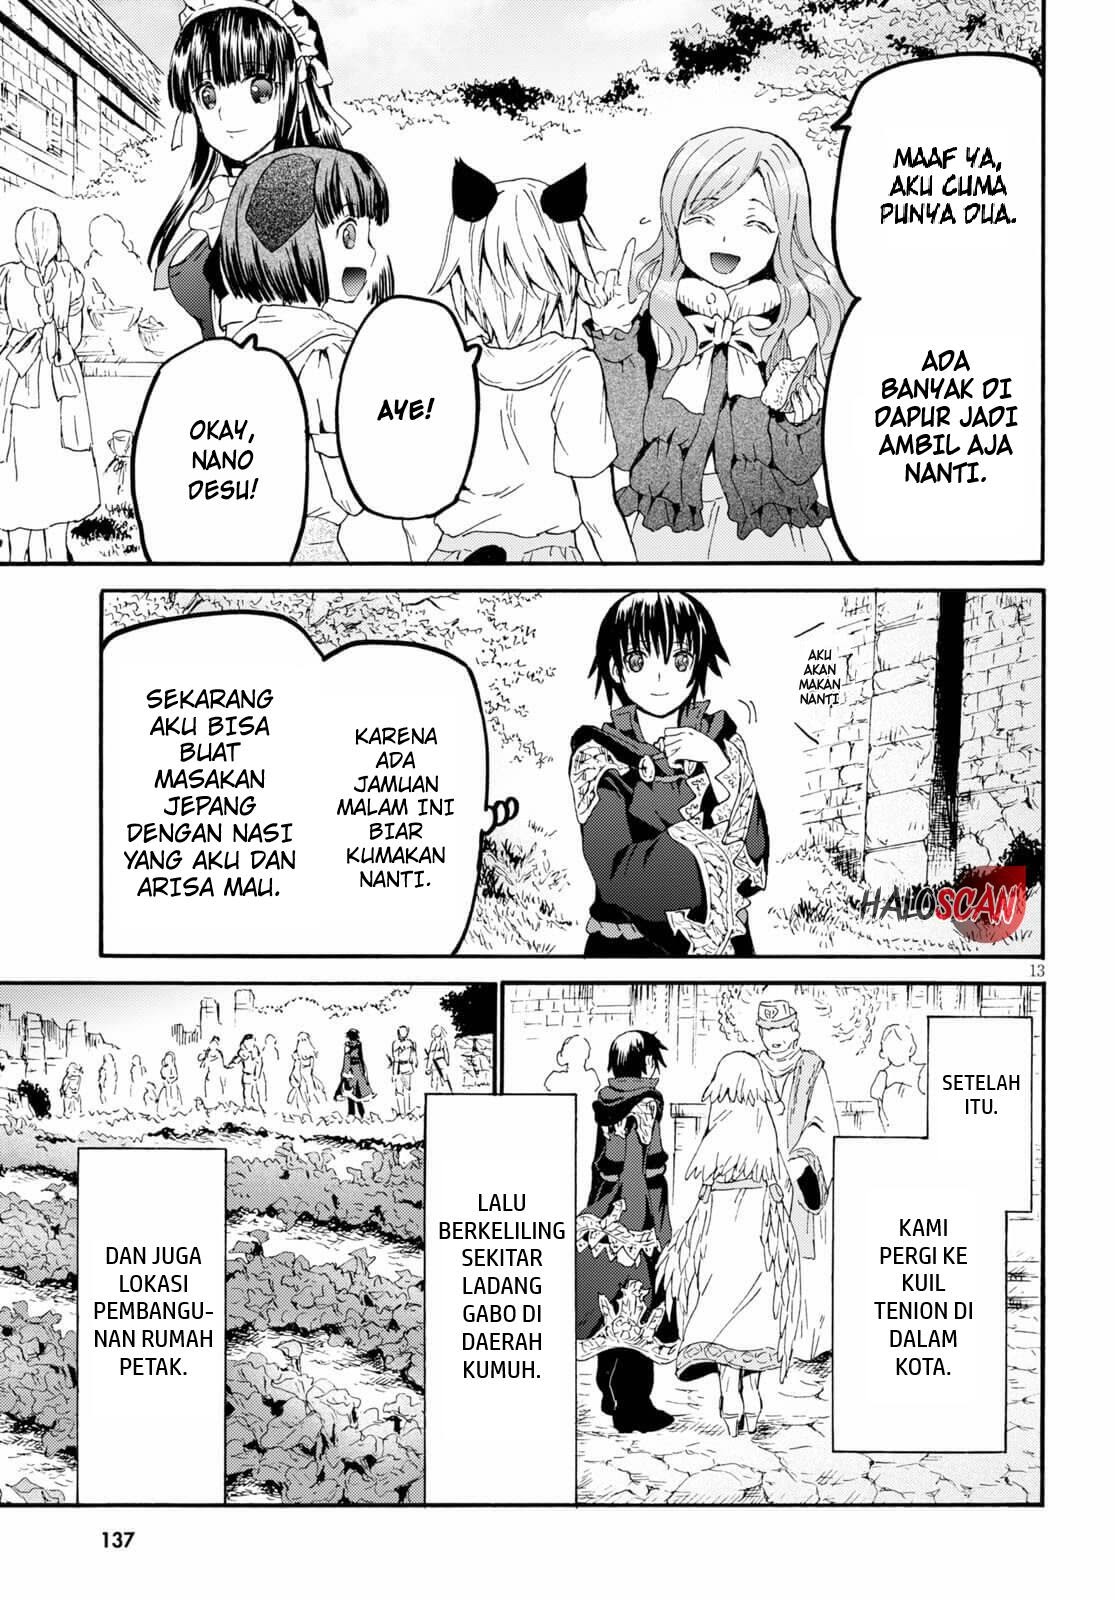 MAAF YA,
AKU CUMA
PUNYA DUA.
ADA
BANYAK DI
DAPUR JADI
AMBIL AJA
NANTI.
AYE!
OKAY,
NANO
DESU!
AKU
AKAN
MAKAN
NANTI
KARENA
ADA
JAMUAN
MALAM INI
BIAR
KUMAKAN
NANTI.
SEKARANG
AKU BISA
BUAT
MASAKAN
JEPANG
DENGAN NASI
YANG AKU DAN
ARISA MAU.
HALOSCAN
13
SETELAH
ITU.
KAMI
PERGI KE
KUIL
TENION DI
DALAM
KOTA.
LALU
BERKELILING
SEKITAR
LADANG
GABO DI
DAERAH
KUMUH.
DAN JUGA
LOKASI
PEMBANGU-
NAN RUMAH
PETAK.
137